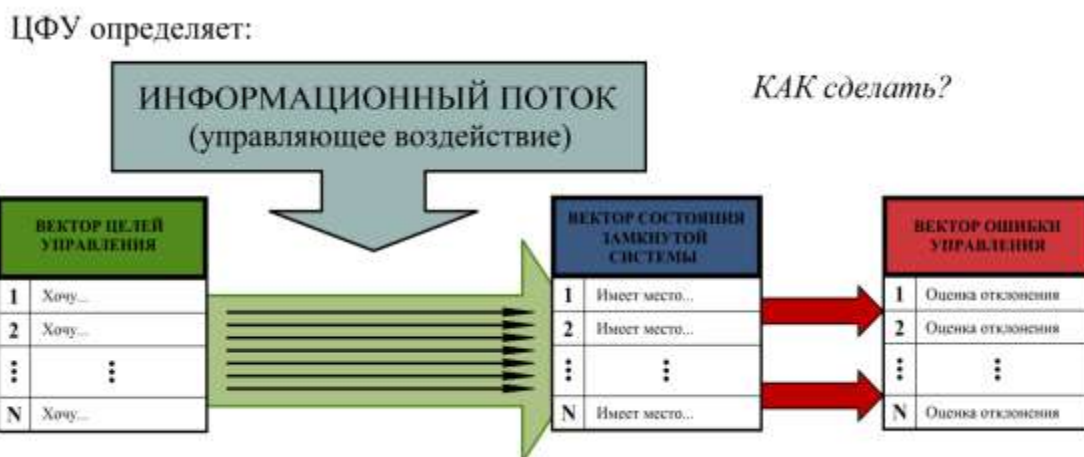 ЦФУ определяет:
ИНФОРМАЦИОННЫЙ ПОТОК
(управляющее воздействие)
КАК сделать?
ВЕКТОР ЦЕЛЕЙ
УПРАВЛЕНИЯ
1 Хочу...
2 Хочу...
⋮ ⋮
N Хочу...
ВЕКТОР СОСТОЯНИЯ
ЗАМКНУТОЙ
СИСТЕМЫ
1 Имеет место...
2 Имеет место...
⋮ ⋮
N Имеет место...
ВЕКТОР ОШИБКИ
УПРАВЛЕНИЯ
1 Оценка отклонения
2 Оценка отклонения
⋮ ⋮
N Оценка отклонения